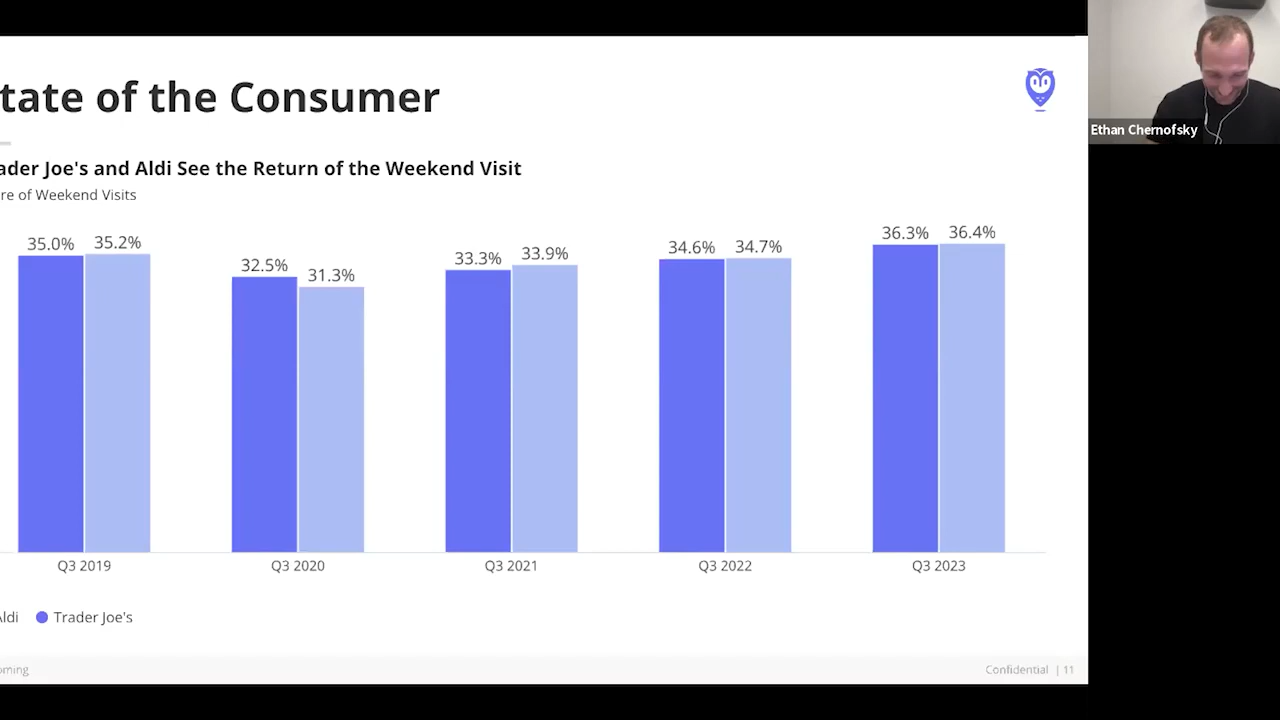 tate of the Consumer
ader Joe's and Aldi See the Return of the Weekend Visit
re of Weekend Visits
35.0% 35.2% 32.5% 31.3% 33.3% 33.9% 34.6% 34.7% 36.3% 36.4%
Q3 2019 Q3 2020 Q3 2021 Q3 2022 Q3 2023
Aldi Trader Joe's
oming Confidential | 11
Ethan Chernofsky